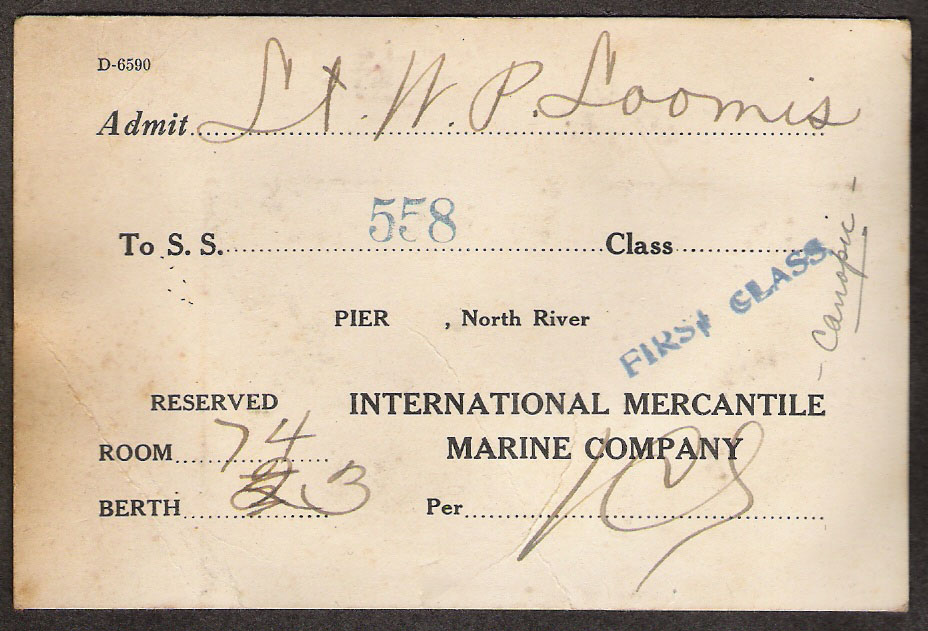 D-6590
Admit Lt. W. P. Loomis
To S. S. 558 Class
FIRST CLASS
- Canopic -
PIER , North River
RESERVED
INTERNATIONAL MERCANTILE
MARINE COMPANY
ROOM 74
BERTH 3
Per